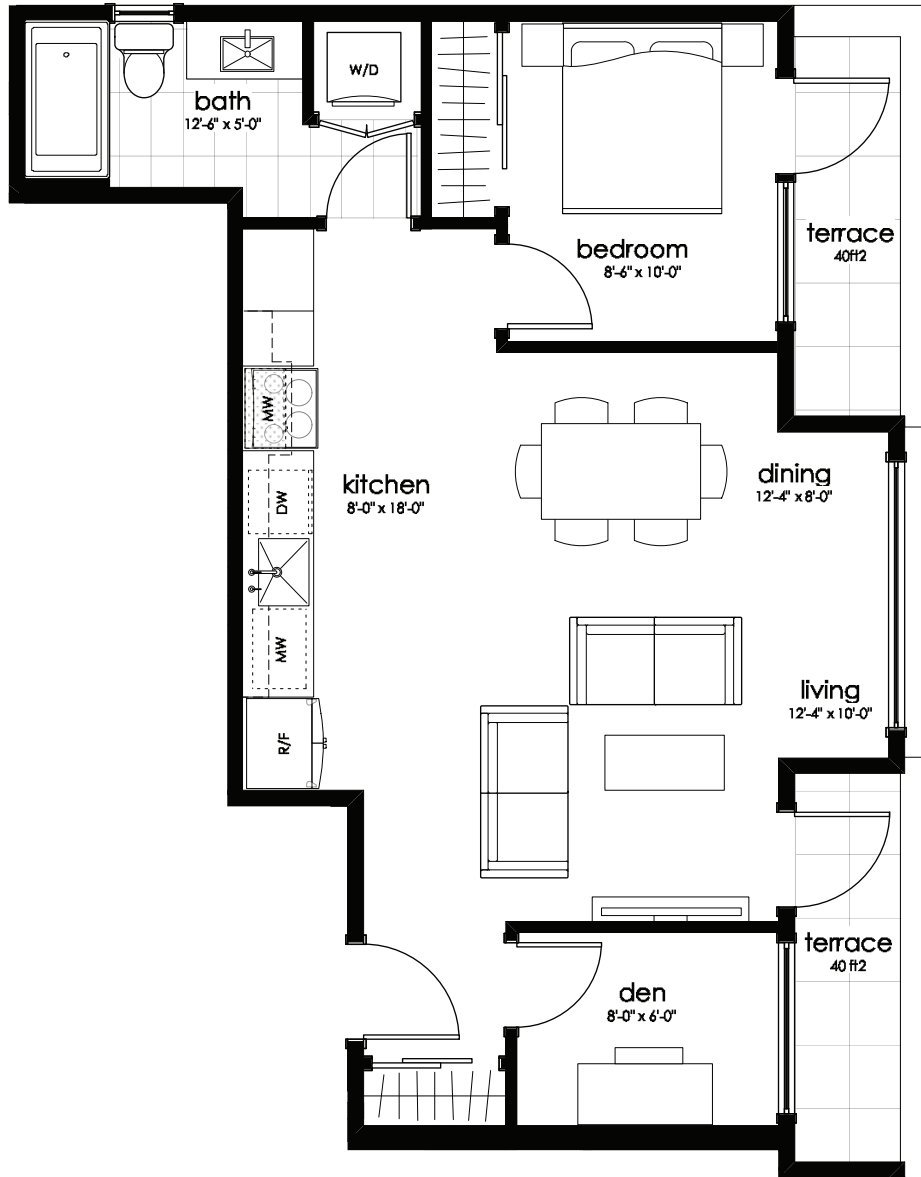 W/D
bath
12'-6" x 5'-0"
terrace
40ft2
bedroom
8'-6" x 10'-0"
MW
kitchen
8'-0" x 18'-0"
dining
12'-4" x 8'-0"
DW
MW
living
12'-4" x 10'-0"
R/F
terrace
40 ft2
den
8'-0" x 6'-0"